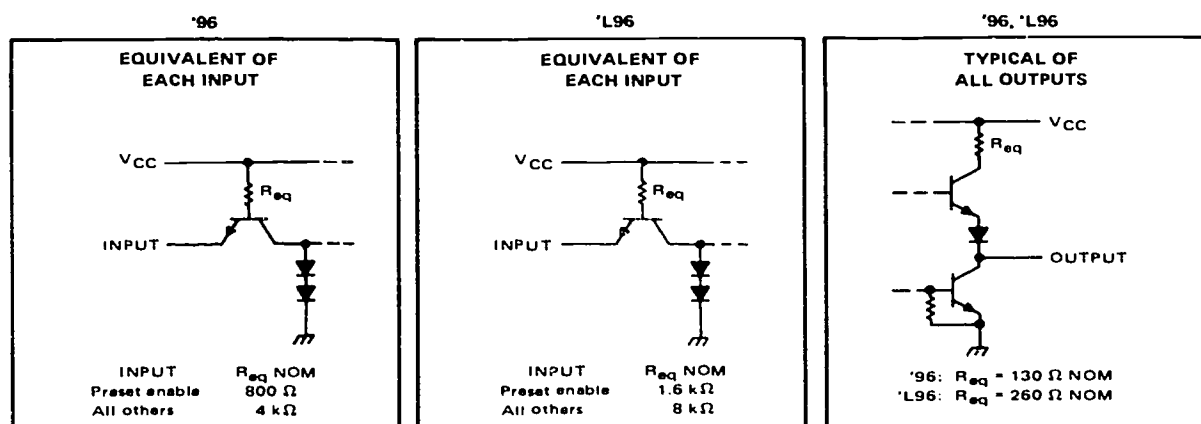 '96
EQUIVALENT OF
EACH INPUT
VCC
Req
INPUT
INPUT Req NOM
Preset enable 800 Ω
All others 4 kΩ
'L96
EQUIVALENT OF
EACH INPUT
VCC
Req
INPUT
INPUT Req NOM
Preset enable 1.6 kΩ
All others 8 kΩ
'96, 'L96
TYPICAL OF
ALL OUTPUTS
VCC
Req
OUTPUT
'96: Req = 130 Ω NOM
'L96: Req = 260 Ω NOM